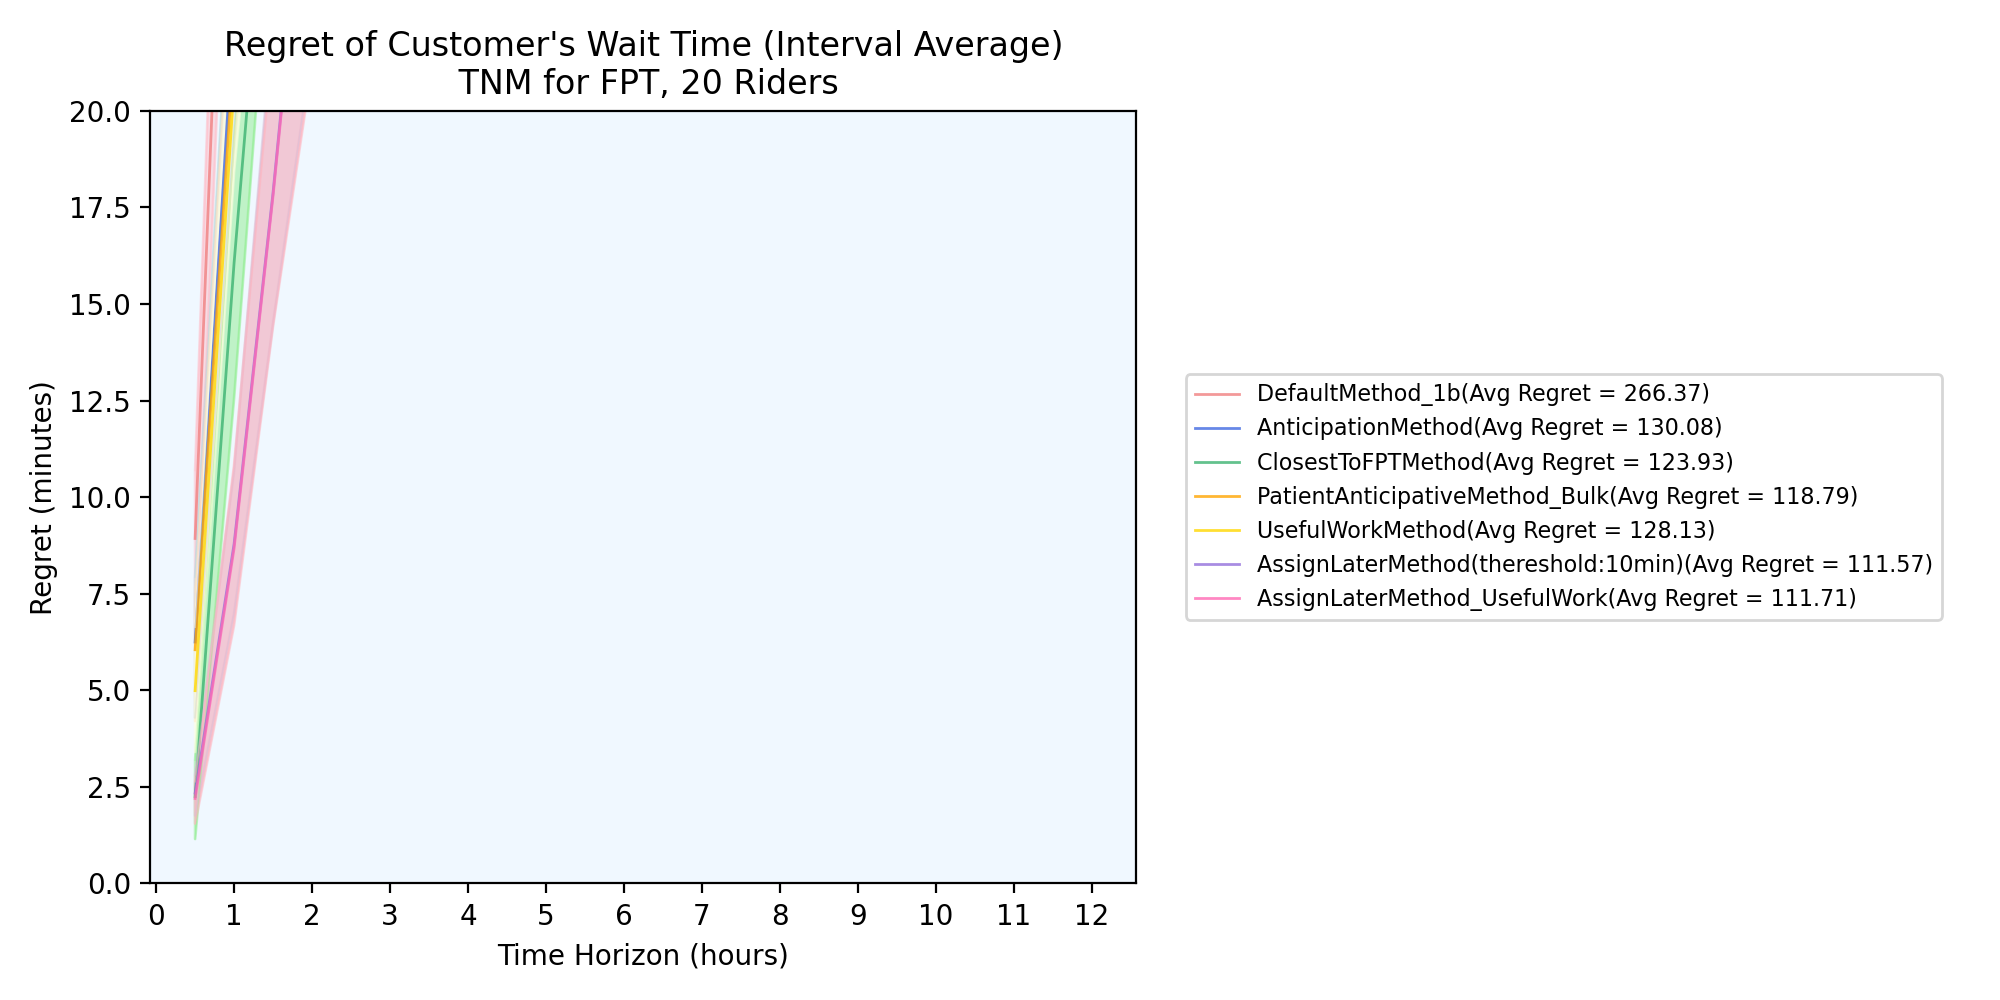 Regret of Customer's Wait Time (Interval Average)
TNM for FPT, 20 Riders
20.0
17.5
15.0
12.5
10.0
7.5
5.0
2.5
0.0
Regret (minutes)
0 1 2 3 4 5 6 7 8 9 10 11 12
Time Horizon (hours)
DefaultMethod_1b(Avg Regret = 266.37)
AnticipationMethod(Avg Regret = 130.08)
ClosestToFPTMethod(Avg Regret = 123.93)
PatientAnticipativeMethod_Bulk(Avg Regret = 118.79)
UsefulWorkMethod(Avg Regret = 128.13)
AssignLaterMethod(thereshold:10min)(Avg Regret = 111.57)
AssignLaterMethod_UsefulWork(Avg Regret = 111.71)